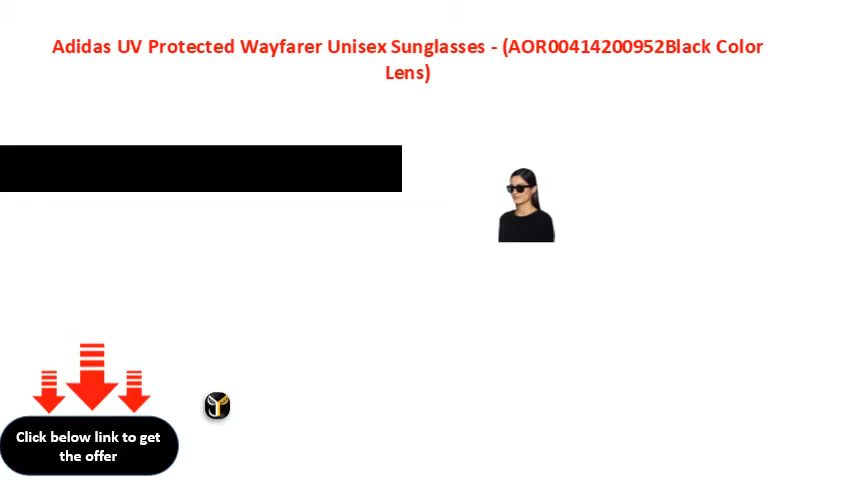 Adidas UV Protected Wayfarer Unisex Sunglasses - (AOR00414200952Black Color
Lens)
Click below link to get
the offer